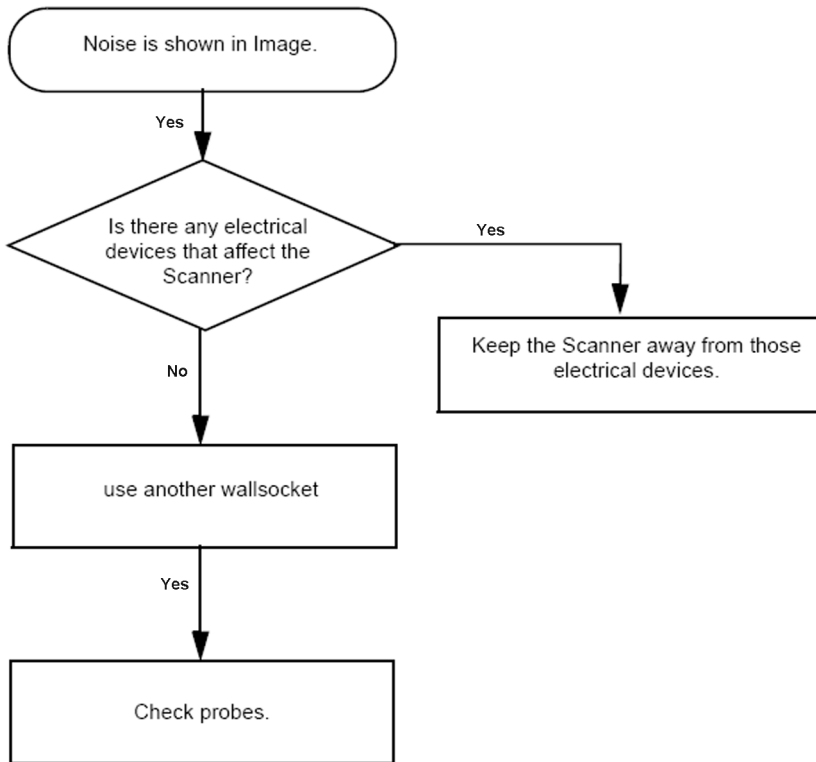 Noise is shown in Image.
Yes
Is there any electrical
devices that affect the
Scanner?
Yes
Keep the Scanner away from those
electrical devices.
No
use another wallsocket
Yes
Check probes.